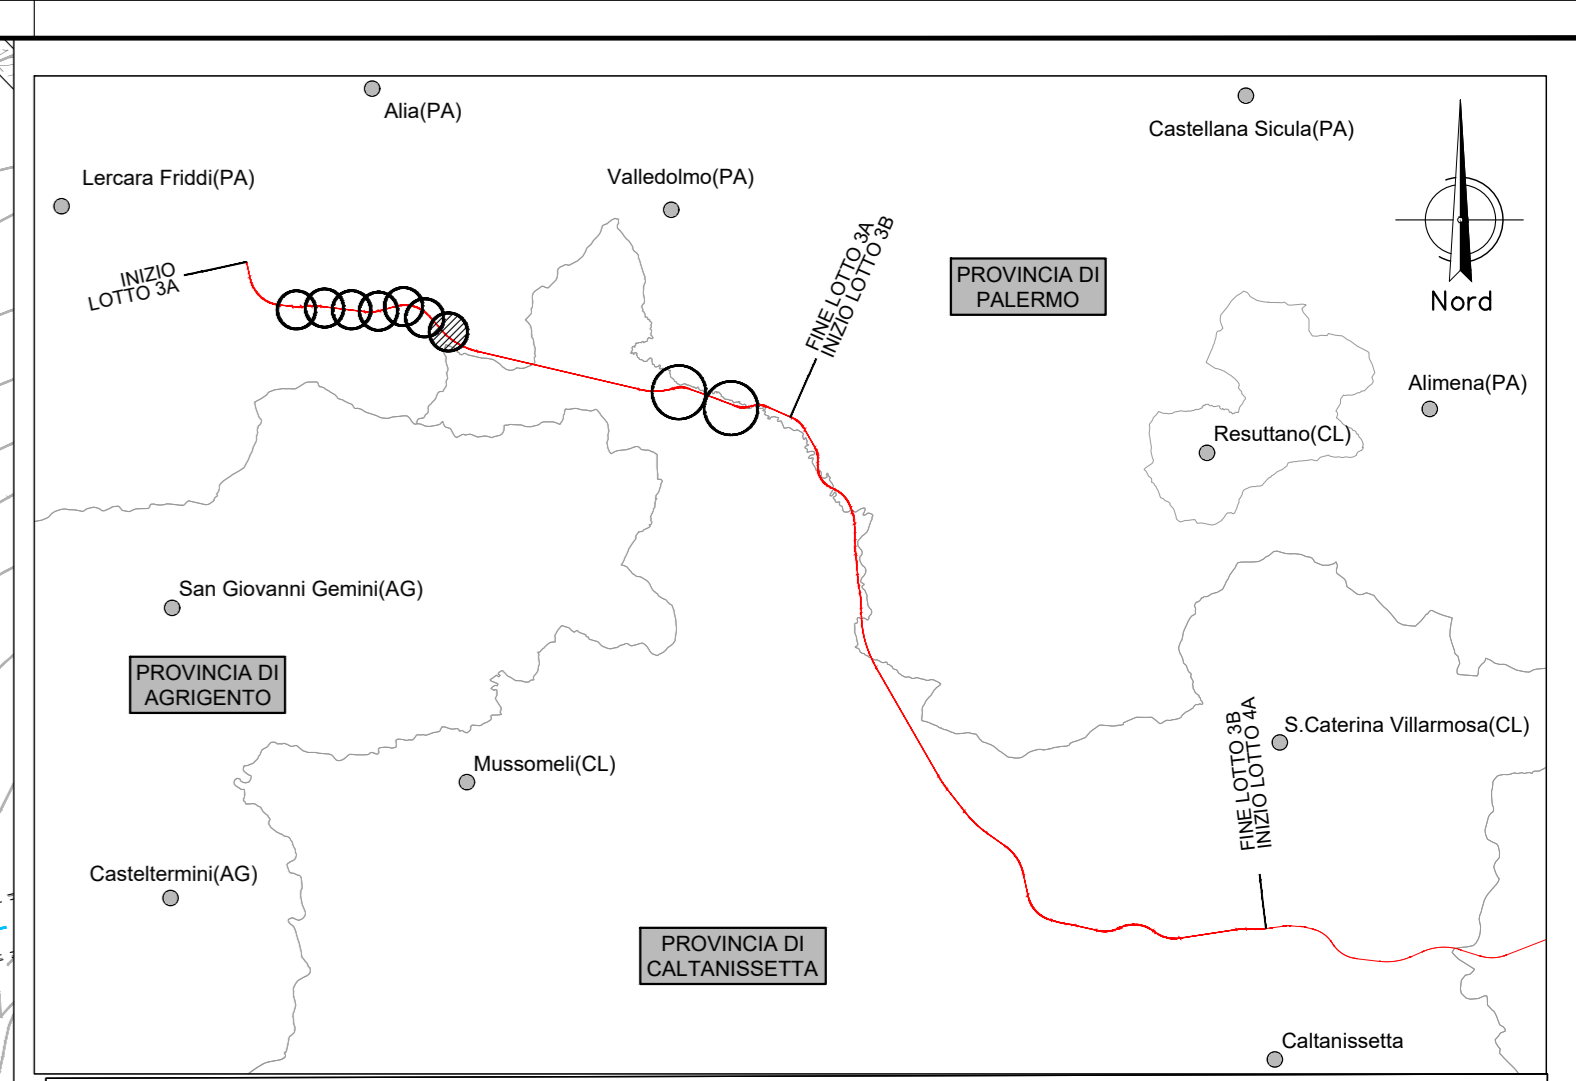 Alia(PA)
Castellana Sicula(PA)
Lercara Friddi(PA)
Valledolmo(PA)
INIZIO
LOTTO 3A
FINE LOTTO 3A
INIZIO LOTTO 3B
PROVINCIA DI
PALERMO
Nord
Alimena(PA)
Resuttano(CL)
San Giovanni Gemini(AG)
PROVINCIA DI
AGRIGENTO
Mussomeli(CL)
S.Caterina Villarmosa(CL)
FINE LOTTO 3B
INIZIO LOTTO 4A
Casteltermini(AG)
PROVINCIA DI
CALTANISSETTA
Caltanissetta